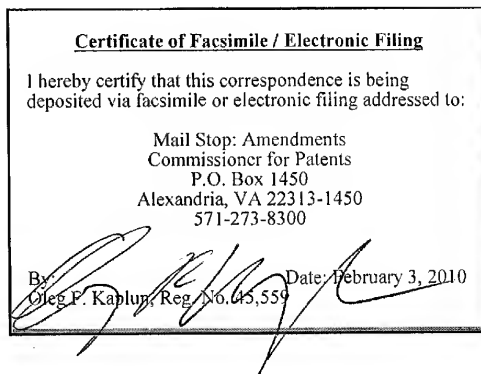 Certificate of Facsimile / Electronic Filing
I hereby certify that this correspondence is being
deposited via facsimile or electronic filing addressed to:
Mail Stop: Amendments
Commissioner for Patents
P.O. Box 1450
Alexandria, VA 22313-1450
571-273-8300
By: Date: February 3, 2010
Oleg F. Kaplun, Reg. No. 45,559